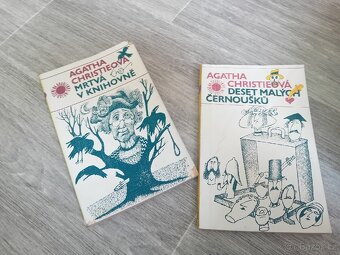 AGATHA
CHRISTIEOVÁ
MRTVÁ
V KNIHOVNĚ
AGATHA
CHRISTIEOVÁ
DESET MALÝCH
ČERNOUŠKŮ